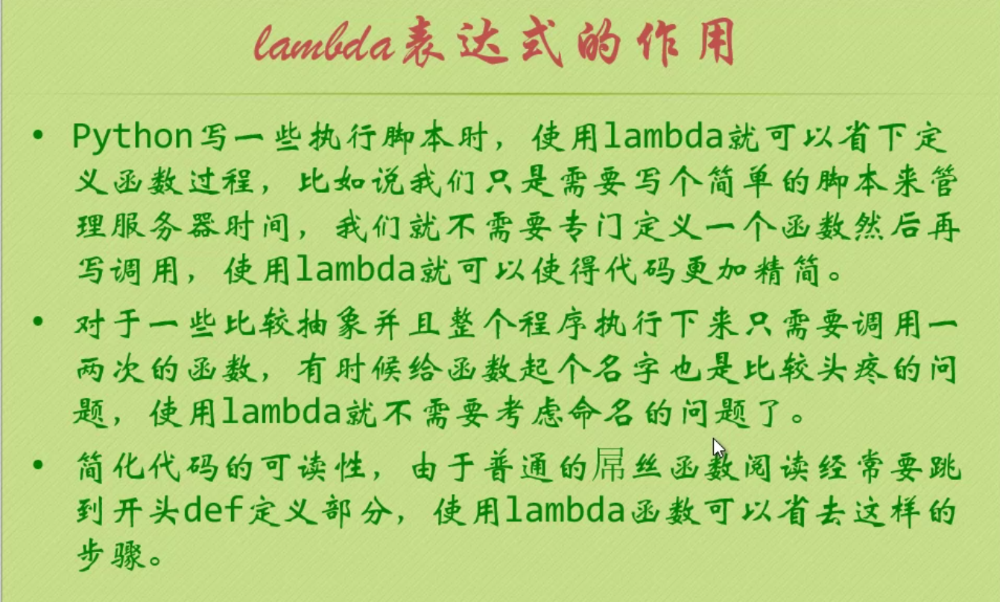 lambda表达式的作用
• Python写一些执行脚本时，使用lambda就可以省下定
义函数过程，比如说我们只是需要写个简单的脚本来管
理服务器时间，我们就不需要专门定义一个函数然后再
写调用，使用lambda就可以使得代码更加精简。
• 对于一些比较抽象并且整个程序执行下来只需要调用一
两次的函数，有时候给函数起个名字也是比较头疼的问
题，使用lambda就不需要考虑命名的问题了。
• 简化代码的可读性，由于普通的屌丝函数阅读经常要跳
到开头def定义部分，使用lambda函数可以省去这样的
步骤。